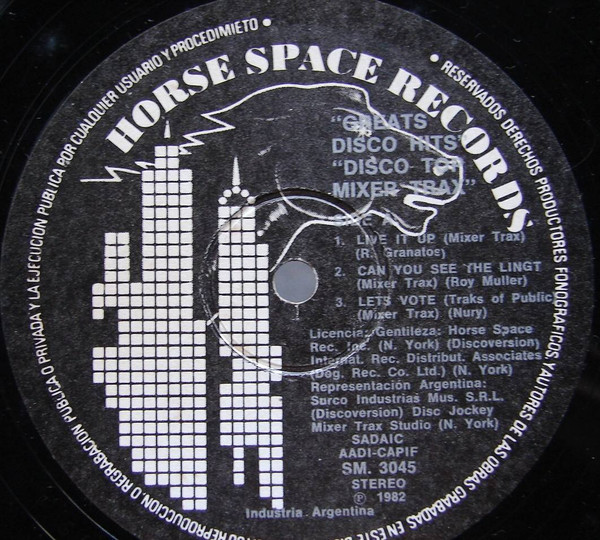 HORSE SPACE RECORDS
RESERVADOS DERECHOS PRODUCTORES FONOGRAFICOS Y AUTORES DE LAS OBRAS GRABADAS EN ESTE
REPRODUCCION, O REGRABACION PUBLICA O PRIVADA Y LA EJECUCION PUBLICA POR CUALQUIER USUARIO Y PROCEDIMIETO
"GREATS
DISCO HITS"
"DISCO TOP
MIXER TRAX"
1. LIVE IT UP (Mixer Trax)
(R. Granatos)
2. CAN YOU SEE THE LINGT
(Mixer Trax) (Roy Muller)
3. LETS VOTE (Traks of Public)
(Mixer Trax) (Nury)
Licencia: Gentileza: Horse Space
Rec. Inc. (N. York) (Discoversion)
Internat. Rec. Distribut. Associates
(Dog. Rec. Co. Ltd.) (N. York)
Representación Argentina:
Surco Industrias Mus. S.R.L.
(Discoversion) Disc Jockey
Mixer Trax Studio (N. York)
SADAIC
AADI-CAPIF
SM. 3045
STEREO
℗ 1982
Industria Argentina